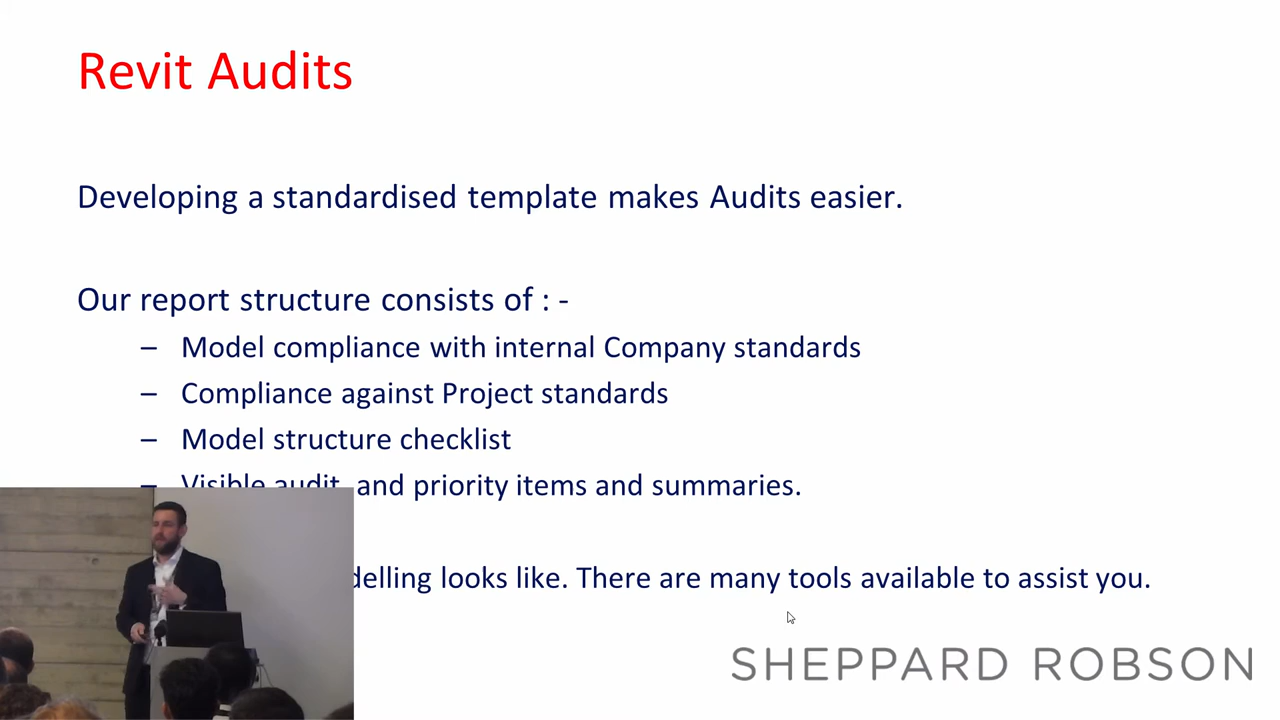 Revit Audits
Developing a standardised template makes Audits easier.
Our report structure consists of : -
– Model compliance with internal Company standards
– Compliance against Project standards
– Model structure checklist
– Visible audit, and priority items and summaries.
looks like. There are many tools available to assist you.
SHEPPARD ROBSON